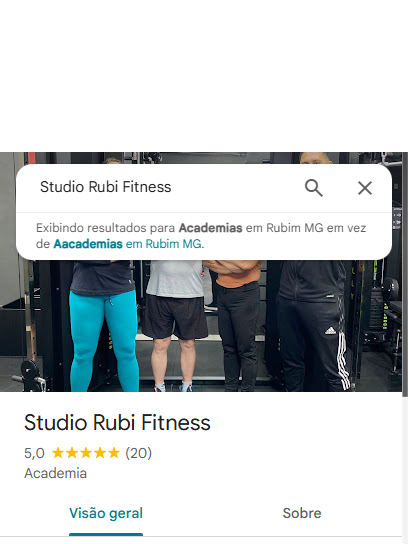 Studio Rubi Fitness
Exibindo resultados para Academias em Rubim MG em vez
de Aacademias em Rubim MG.
adidas
Studio Rubi Fitness
5,0 ★★★★★ (20)
Academia
Visão geral
Sobre